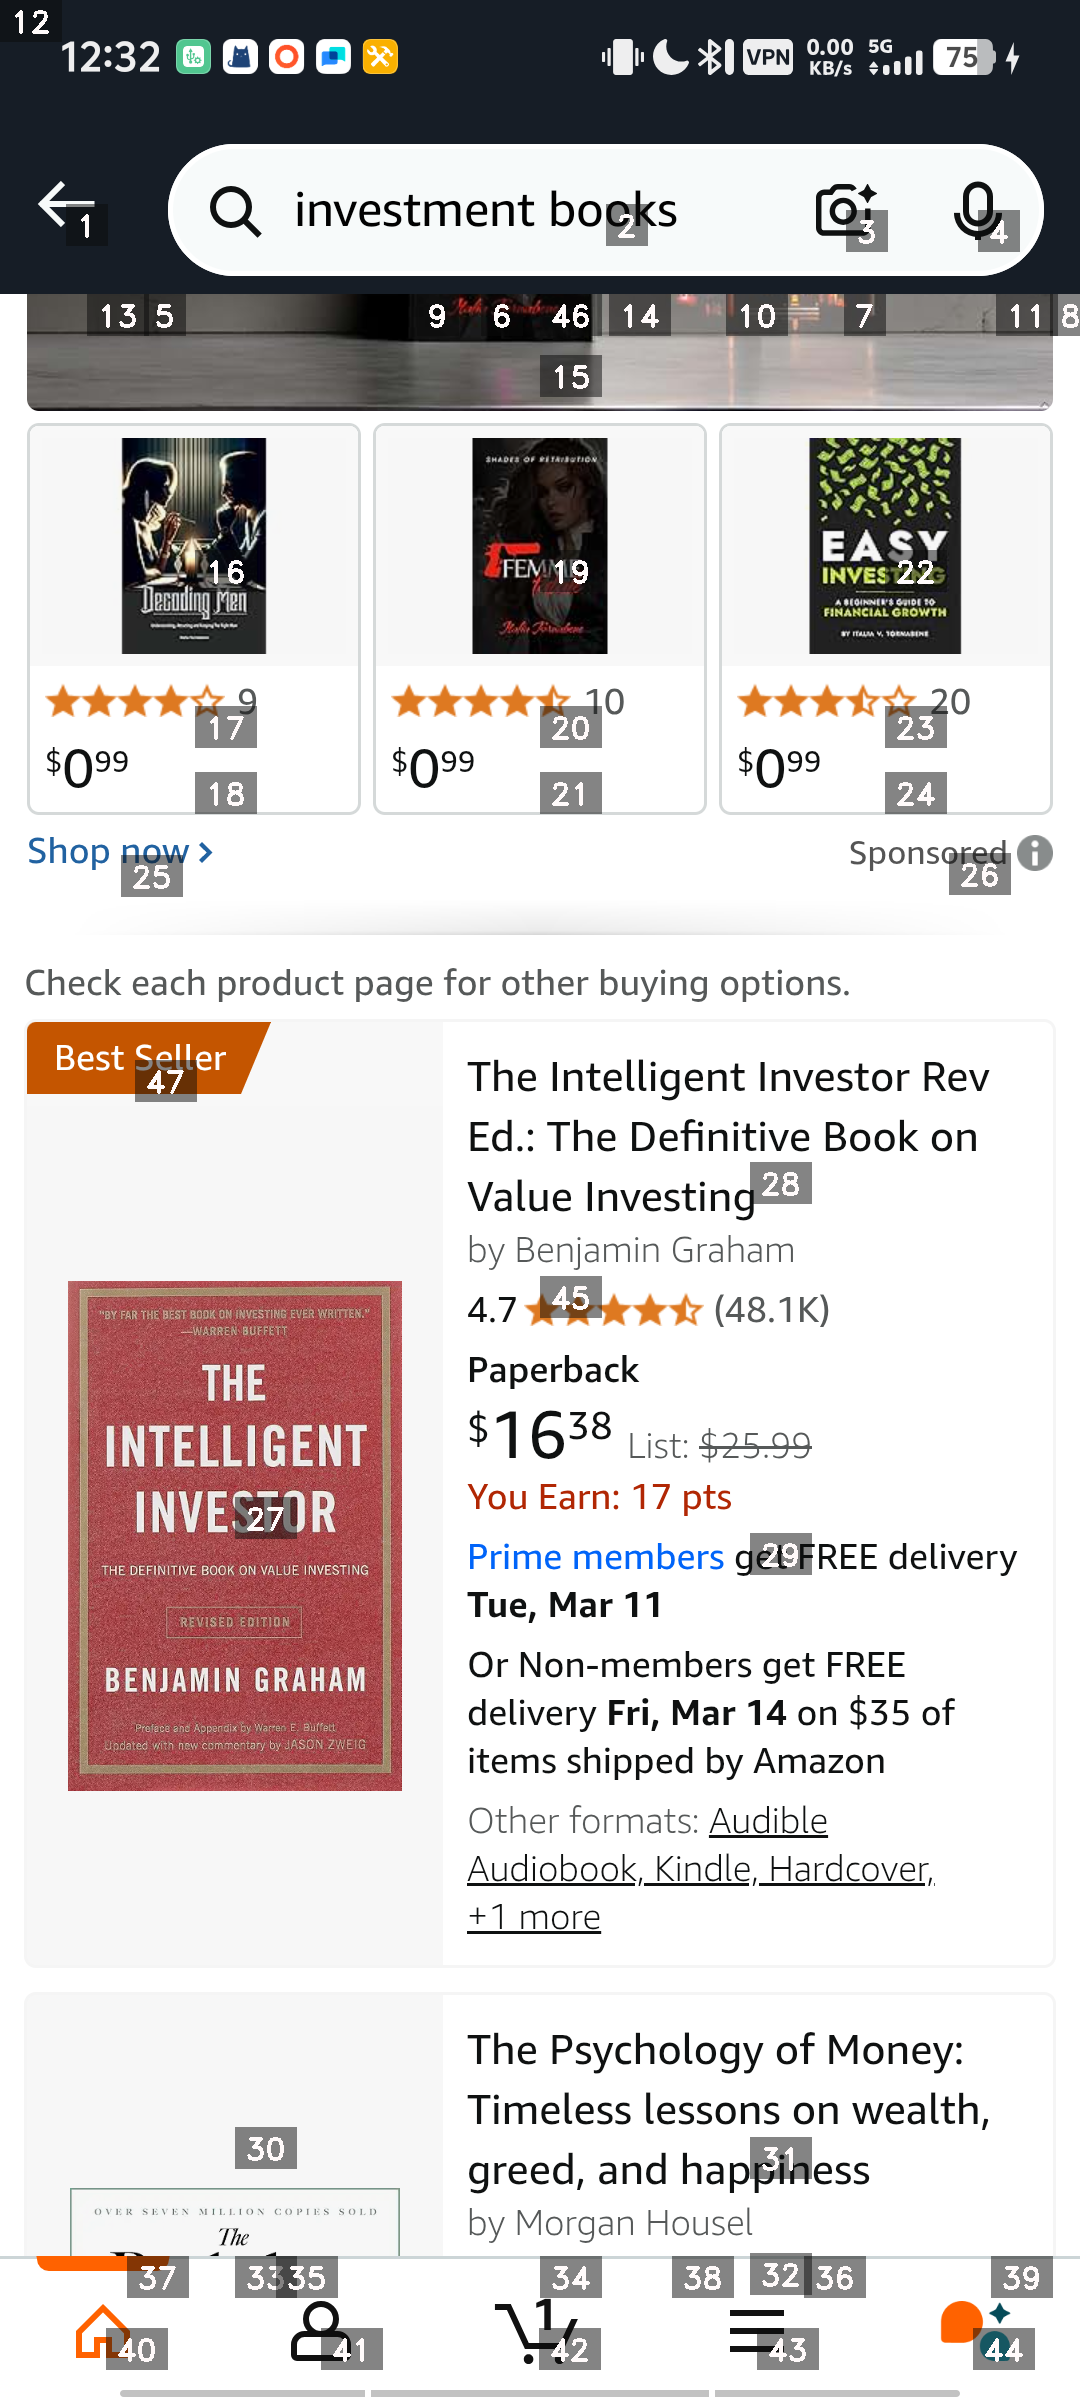 12
12:32
VPN
0.00
KB/s
5G
75
1
investment books
2
3
4
13 5
9
6
46
14
10
7
11
8
15
16
Decoding Men
SHADES OF RETRIBUTION
19
Italia Tornabene
EASY
22
A BEGINNER'S GUIDE TO
FINANCIAL GROWTH
BY ITALIA V. TORNABENE
9
17
10
20
20
23
$0.99
18
$0.99
21
$0.99
24
Shop now
25
Sponsored
26
Check each product page for other buying options.
Best Seller
47
The Intelligent Investor Rev
Ed.: The Definitive Book on
Value Investing
28
by Benjamin Graham
4.7
45
(48.1K)
Paperback
$16.38 List: $25.99
You Earn: 17 pts
Prime members get FREE delivery
29
Tue, Mar 11
Or Non-members get FREE
delivery Fri, Mar 14 on $35 of
items shipped by Amazon
Other formats: Audible
Audiobook, Kindle, Hardcover,
+1 more
"BY FAR THE BEST BOOK ON INVESTING EVER WRITTEN."
—WARREN BUFFETT
THE
INTELLIGENT
INVESTOR
27
THE DEFINITIVE BOOK ON VALUE INVESTING
REVISED EDITION
BENJAMIN GRAHAM
Preface and Appendix by Warren E. Buffett
Updated with new commentary by JASON ZWEIG
The Psychology of Money:
Timeless lessons on wealth,
greed, and happiness
31
by Morgan Housel
30
OVER SEVEN MILLION COPIES SOLD
The
37
33
35
34
38
32
36
39
1
40
41
42
43
44